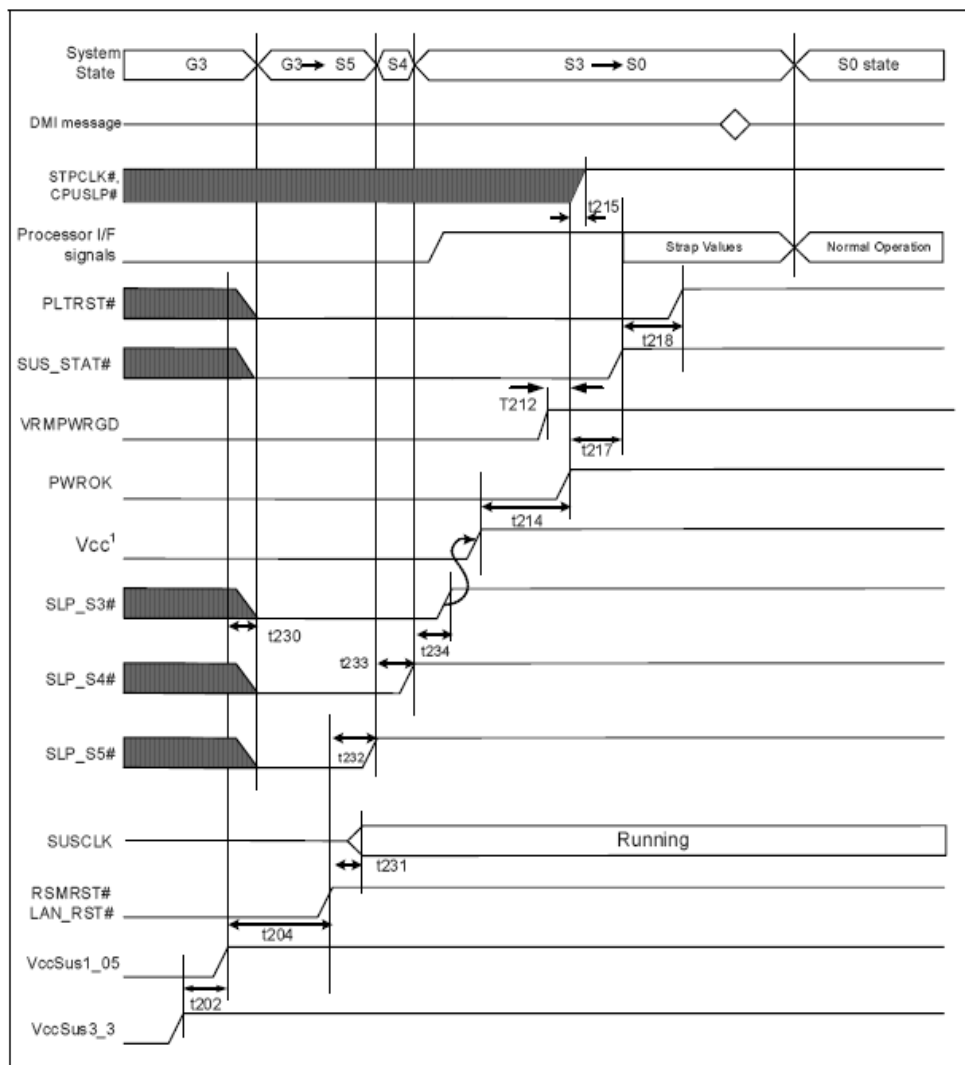 System
State
G3
G3 → S5
S4
S3 → S0
S0 state
DMI message
STPCLK#,
CPUSLP#
t215
Processor I/F
signals
Strap Values
Normal Operation
PLTRST#
t218
SUS_STAT#
T212
VRMPWRGD
t217
PWROK
t214
Vcc¹
SLP_S3#
t230
t234
t233
SLP_S4#
SLP_S5#
t232
SUSCLK
Running
t231
RSMRST#
LAN_RST#
t204
VccSus1_05
t202
VccSus3_3